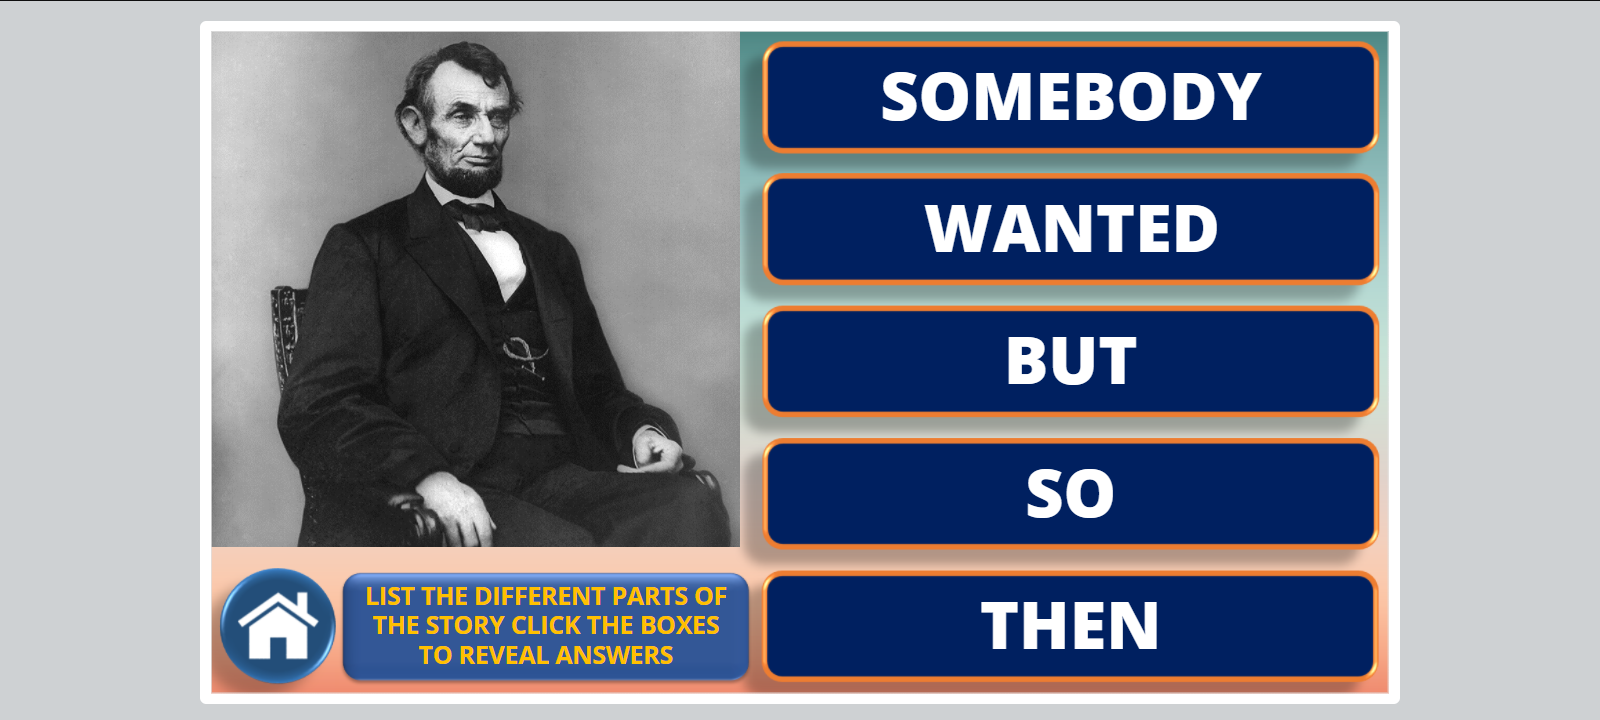 SOMEBODY
WANTED
BUT
SO
THEN
LIST THE DIFFERENT PARTS OF
THE STORY CLICK THE BOXES
TO REVEAL ANSWERS